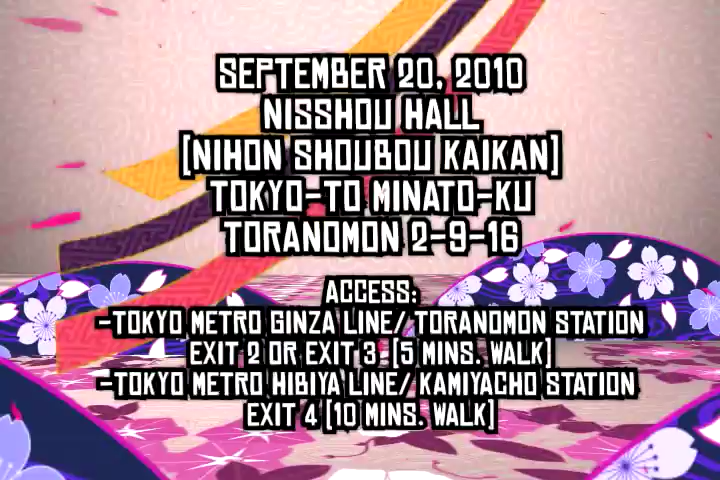 SEPTEMBER 20, 2010
NISSHOU HALL
[NIHON SHOUBOU KAIKAN]
TOKYO-TO MINATO-KU
TORANOMON 2-9-16
ACCESS:
-TOKYO METRO GINZA LINE/ TORANOMON STATION
EXIT 2 OR EXIT 3 [5 MINS. WALK]
-TOKYO METRO HIBIYA LINE/ KAMIYACHO STATION
EXIT 4 [10 MINS. WALK]